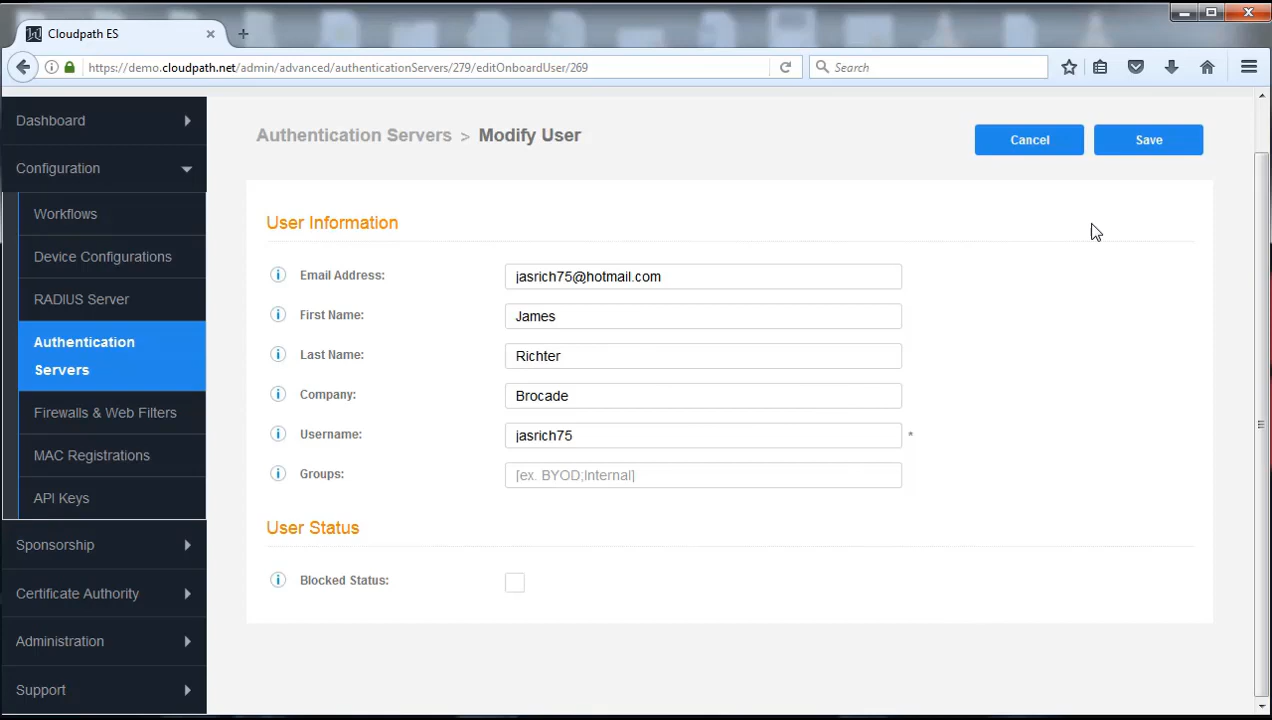 Cloudpath ES
https://demo.cloudpath.net/admin/advanced/authenticationServers/279/editOnboardUser/269
Search
Dashboard
Configuration
Workflows
Device Configurations
RADIUS Server
Authentication
Servers
Firewalls & Web Filters
MAC Registrations
API Keys
Sponsorship
Certificate Authority
Administration
Support
Authentication Servers > Modify User
Cancel
Save
User Information
Email Address: jasrich75@hotmail.com
First Name: James
Last Name: Richter
Company: Brocade
Username: jasrich75 *
Groups: [ex. BYOD;Internal]
User Status
Blocked Status: